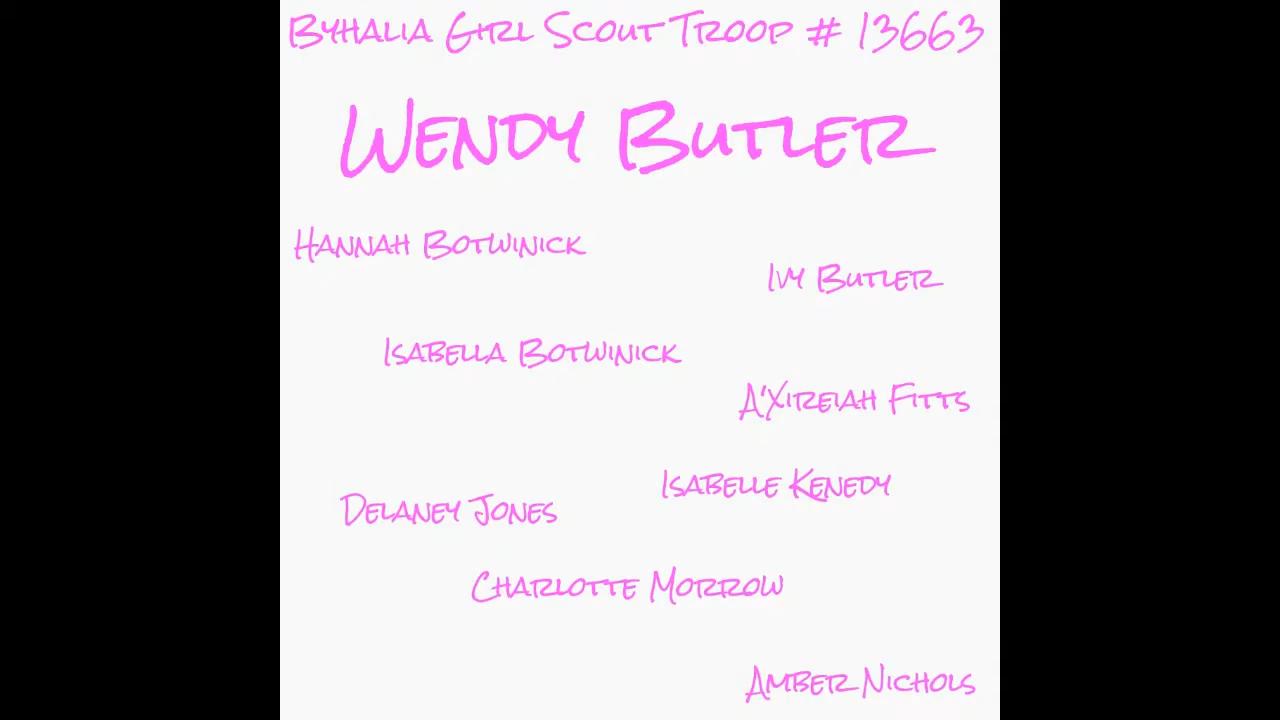 Byhalia Girl Scout Troop # 13663
Wendy Butler
Hannah Botwinick
Ivy Butler
Isabella Botwinick
A'Xireiah Fitts
Isabelle Kenedy
Delaney Jones
Charlotte Morrow
Amber Nichols